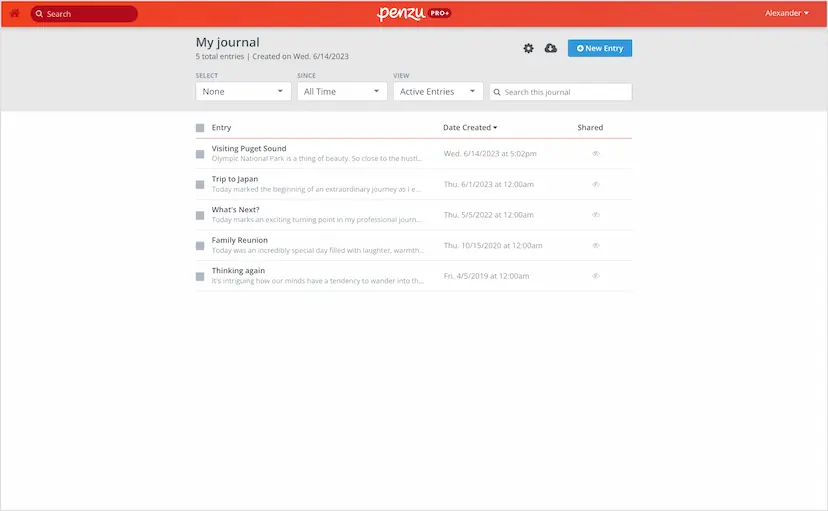 Search
penzu PRO+
Alexander
My journal
5 total entries | Created on Wed. 6/14/2023
New Entry
SELECT
SINCE
VIEW
None
All Time
Active Entries
Search this journal
Entry
Date Created
Shared
Visiting Puget Sound
Olympic National Park is a thing of beauty. So close to the hustl...
Wed. 6/14/2023 at 5:02pm
Trip to Japan
Today marked the beginning of an extraordinary journey as I e...
Thu. 6/1/2023 at 12:00am
What's Next?
Today marks an exciting turning point in my professional journ...
Thu. 5/5/2022 at 12:00am
Family Reunion
Today was an incredibly special day filled with laughter, warmth...
Thu. 10/15/2020 at 12:00am
Thinking again
It's intriguing how our minds have a tendency to wander into th...
Fri. 4/5/2019 at 12:00am